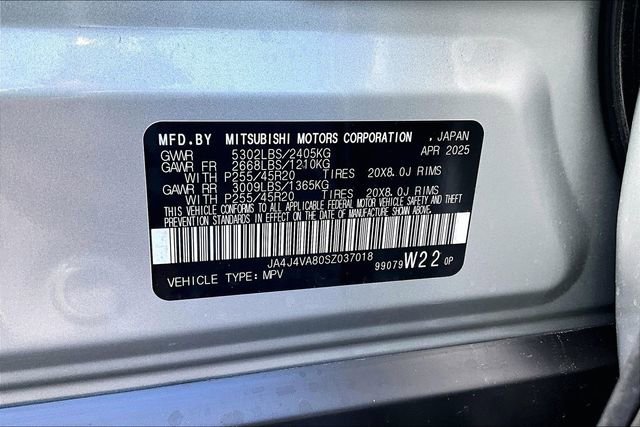 MFD.BY MITSUBISHI MOTORS CORPORATION , JAPAN
GVWR 5302LBS/2405KG APR 2025
GAWR FR 2668LBS/1210KG
WITH P255/45R20 TIRES 20X8.0J RIMS
GAWR RR 3009LBS/1365KG
WITH P255/45R20 TIRES 20X8.0J RIMS
THIS VEHICLE CONFORMS TO ALL APPLICABLE FEDERAL MOTOR VEHICLE SAFETY AND THEFT
PREVENTION STANDARDS IN EFFECT ON THE DATE OF MANUFACTURE SHOWN ABOVE.
JA4J4VA80SZ037018
VEHICLE TYPE:MPV 99079 W22 0P